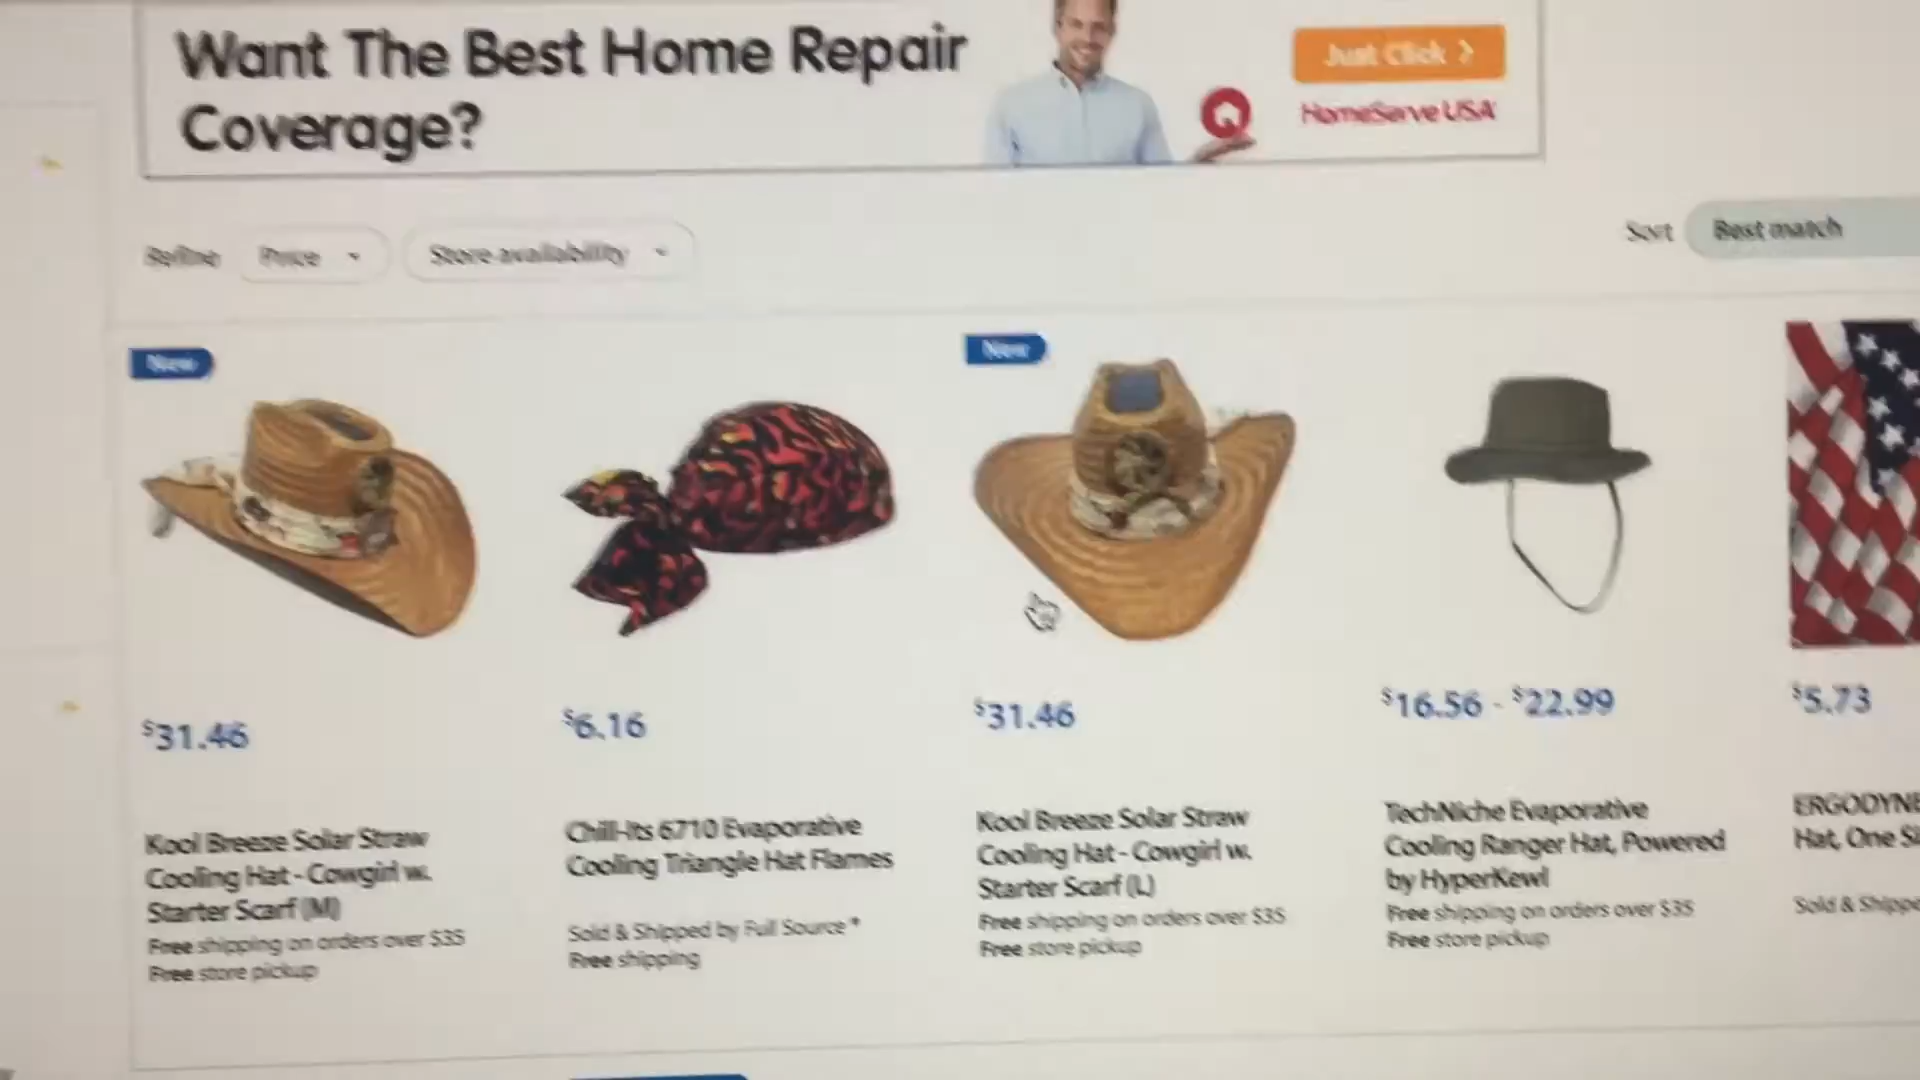 Want The Best Home Repair
Coverage?
Just Click >
HomeServe USA
Refine
Price
Store availability
Sort
Best match
New
New
$31.46
$6.16
$31.46
$16.56 - $22.99
$5.73
Kool Breeze Solar Straw
Cooling Hat - Cowgirl w.
Starter Scarf (M)
Free shipping on orders over $35
Free store pickup
Chill-Its 6710 Evaporative
Cooling Triangle Hat Flames
Sold & Shipped by Full Source *
Free shipping
Kool Breeze Solar Straw
Cooling Hat - Cowgirl w.
Starter Scarf (L)
Free shipping on orders over $35
Free store pickup
TechNiche Evaporative
Cooling Ranger Hat, Powered
by HyperKewl
Free shipping on orders over $35
Free store pickup
ERGODYNE
Hat, One
Sold & Shippe